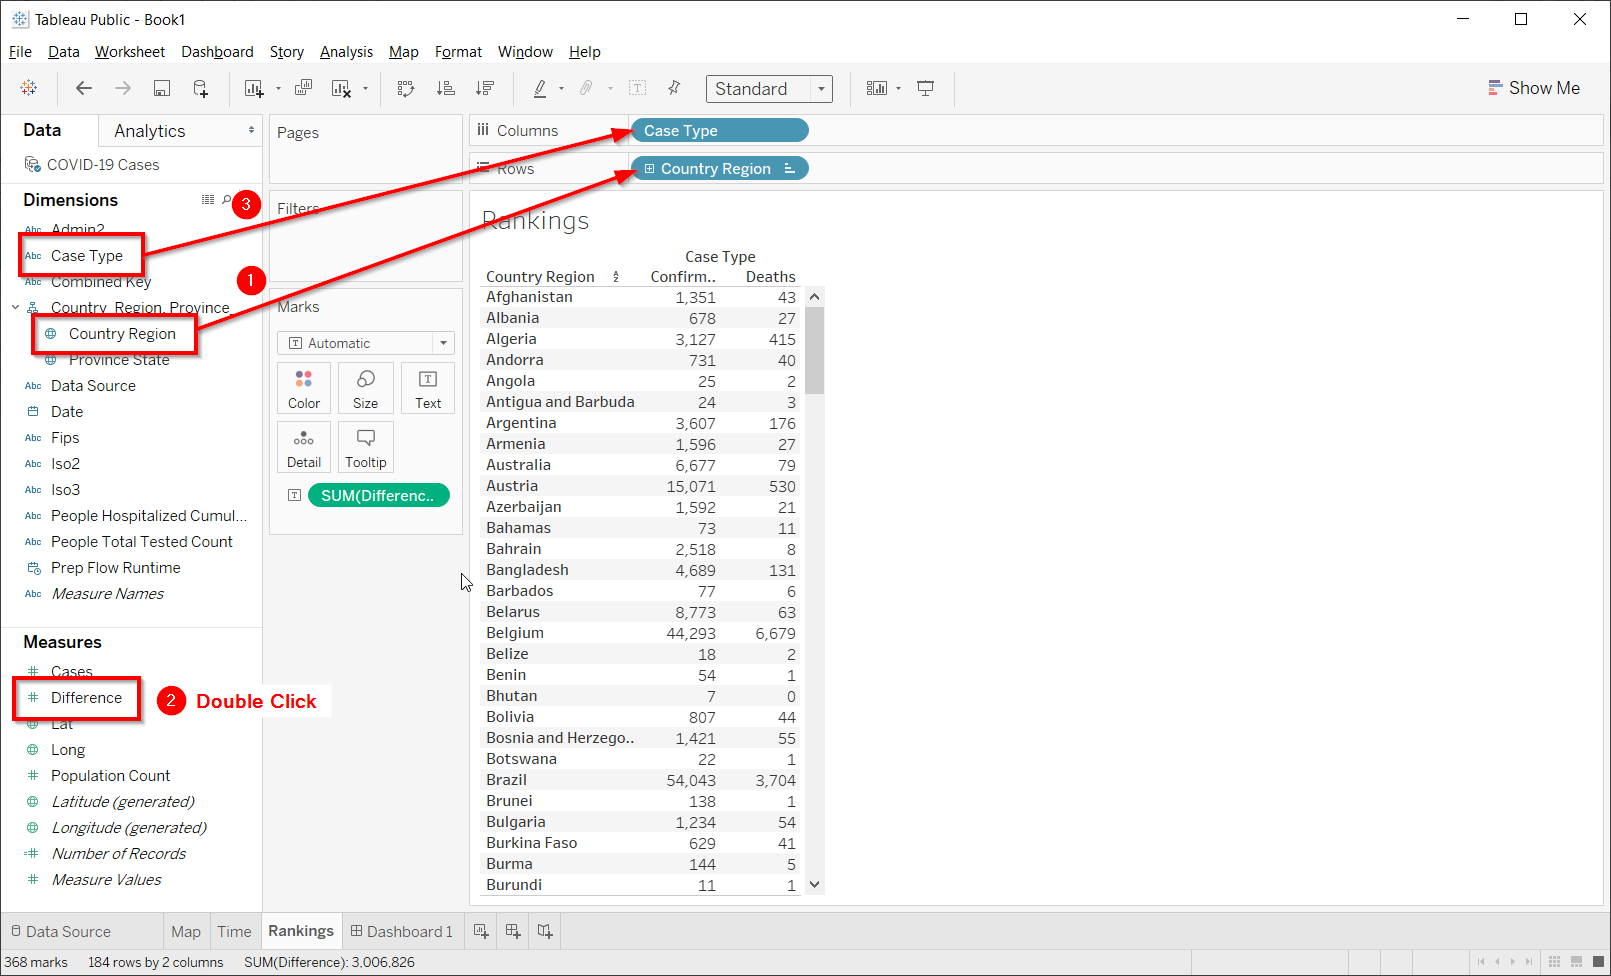 Tableau Public - Book1
File Data Worksheet Dashboard Story Analysis Map Format Window Help
Standard
Show Me
Data
Analytics
COVID-19 Cases
Dimensions
Abc Admin2
Abc Case Type
Abc Combined Key
Country_Region, Province_
Country Region
Province State
Abc Data Source
Date
Abc Fips
Abc Iso2
Abc Iso3
Abc People Hospitalized Cumul...
Abc People Total Tested Count
Prep Flow Runtime
Abc Measure Names
Measures
# Cases
# Difference
Lat
Long
# Population Count
Latitude (generated)
Longitude (generated)
=# Number of Records
# Measure Values
3
1
2 Double Click
Pages
Filters
Marks
T Automatic
Color
Size
T Text
Detail
Tooltip
T SUM(Differenc..
Columns Case Type
Rows Country Region
Rankings
Case Type
Country Region A Z Confirm.. Deaths
Afghanistan 1,351 43
Albania 678 27
Algeria 3,127 415
Andorra 731 40
Angola 25 2
Antigua and Barbuda 24 3
Argentina 3,607 176
Armenia 1,596 27
Australia 6,677 79
Austria 15,071 530
Azerbaijan 1,592 21
Bahamas 73 11
Bahrain 2,518 8
Bangladesh 4,689 131
Barbados 77 6
Belarus 8,773 63
Belgium 44,293 6,679
Belize 18 2
Benin 54 1
Bhutan 7 0
Bolivia 807 44
Bosnia and Herzego.. 1,421 55
Botswana 22 1
Brazil 54,043 3,704
Brunei 138 1
Bulgaria 1,234 54
Burkina Faso 629 41
Burma 144 5
Burundi 11 1
Data Source Map Time Rankings Dashboard 1
368 marks 184 rows by 2 columns SUM(Difference): 3,006,826